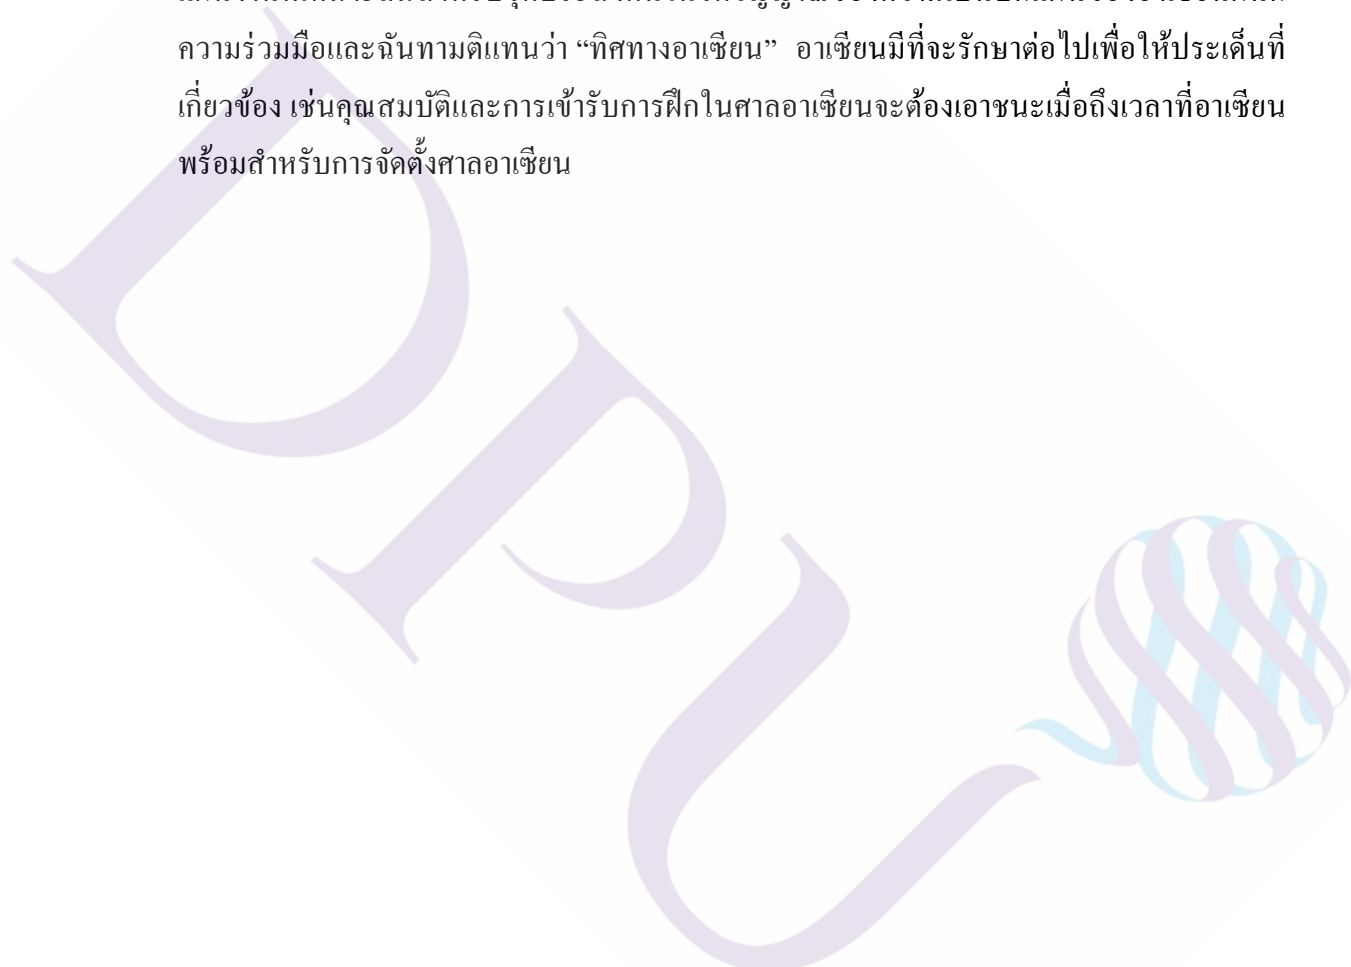 ความร่วมมือและฉันทามติแทนว่า “ทิศทางอาเซียน” อาเซียนมีที่จะรักษาต่อไปเพื่อให้ประเด็นที่
เกี่ยวข้อง เช่นคุณสมบัติและการเข้ารับการฝึกในศาลอาเซียนจะต้องเอาชนะเมื่อถึงเวลาที่อาเซียน
พร้อมสำหรับการจัดตั้งศาลอาเซียน
DPU